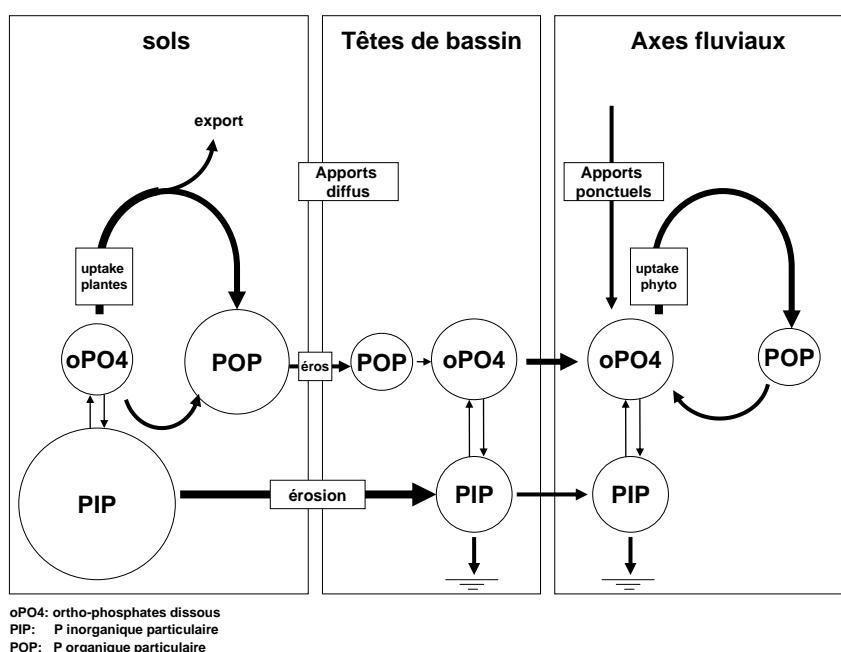 sols
Têtes de bassin
Axes fluviaux
export
Apports
diffus
Apports
ponctuels
uptake
plantes
uptake
phyto
oPO4
POP
éros
POP
oPO4
oPO4
POP
PIP
érosion
PIP
PIP
oPO4: ortho-phosphates dissous
PIP: P inorganique particulaire
POP: P organique particulaire